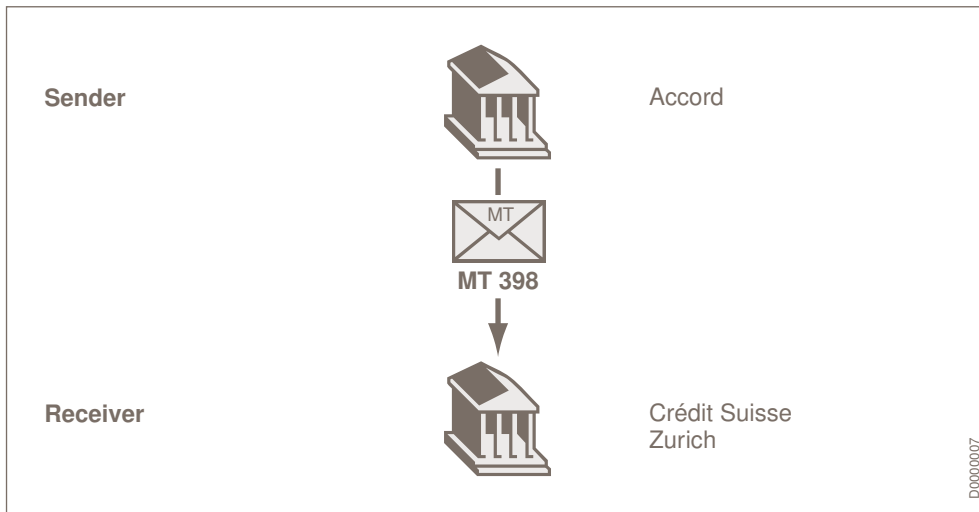 Sender
Accord
MT
MT 398
Receiver
Crédit Suisse
Zurich
D0000007